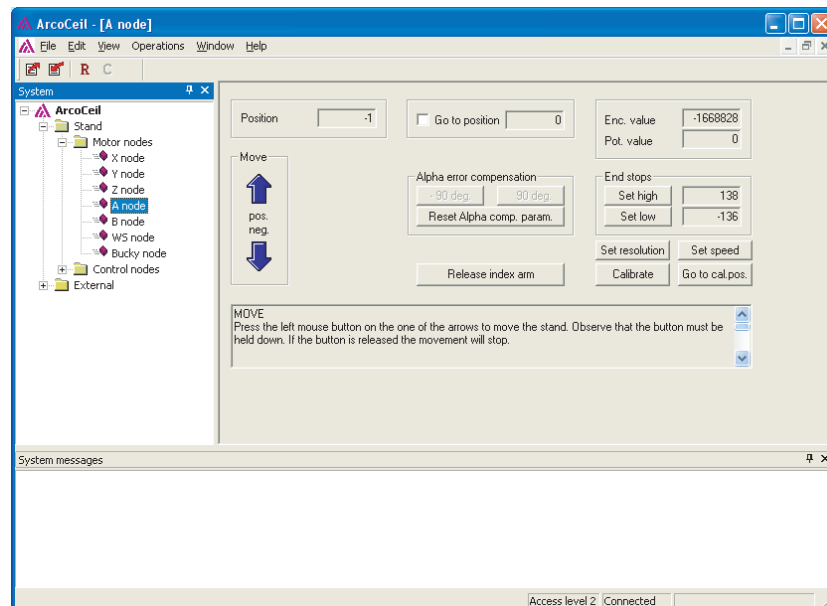 ArcoCeil - [A node]
File Edit View Operations Window Help
R C
System
ArcoCeil
Stand
Motor nodes
X node
Y node
Z node
A node
B node
WS node
Bucky node
Control nodes
External
Position -1
Go to position 0
Enc. value -1668828
Pot. value 0
Move
pos.
neg.
Alpha error compensation
- 90 deg. 90 deg.
Reset Alpha comp. param.
End stops
Set high 138
Set low -136
Set resolution Set speed
Release index arm
Calibrate Go to cal.pos.
MOVE
Press the left mouse button on the one of the arrows to move the stand. Observe that the button must be
held down. If the button is released the movement will stop.
System messages
Access level 2 Connected